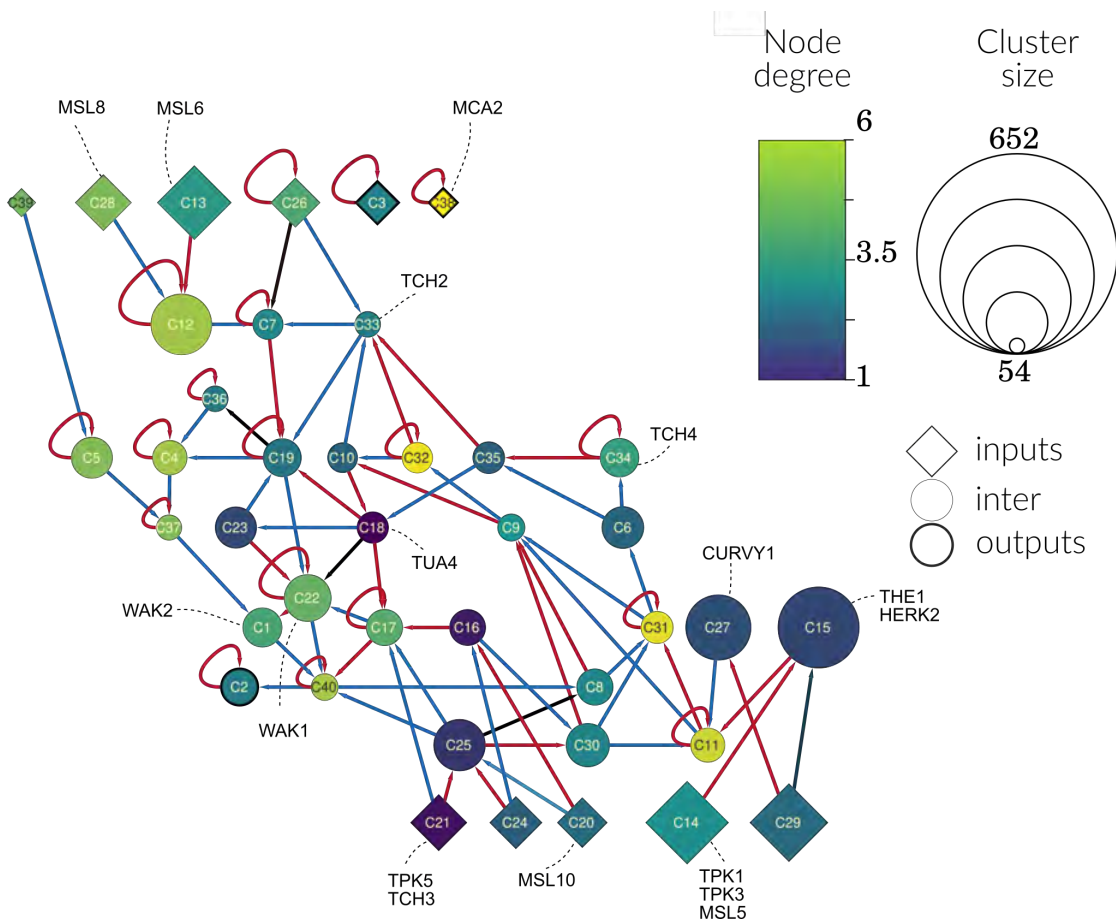 Node
degree
Cluster
size
6
3.5
1
652
54
inputs
inter
outputs
MSL8
MSL6
MCA2
C39
C28
C13
C26
C3
C38
TCH2
C12
C7
C33
C36
C5
C4
C19
C10
C32
C35
C34
TCH4
C37
C23
C18
C9
C6
TUA4
CURVY1
THE1
HERK2
WAK2
C22
C1
C17
C16
C31
C27
C15
C2
C40
C8
WAK1
C25
C30
C11
C21
C24
C20
C14
C29
TPK5
TCH3
MSL10
TPK1
TPK3
MSL5